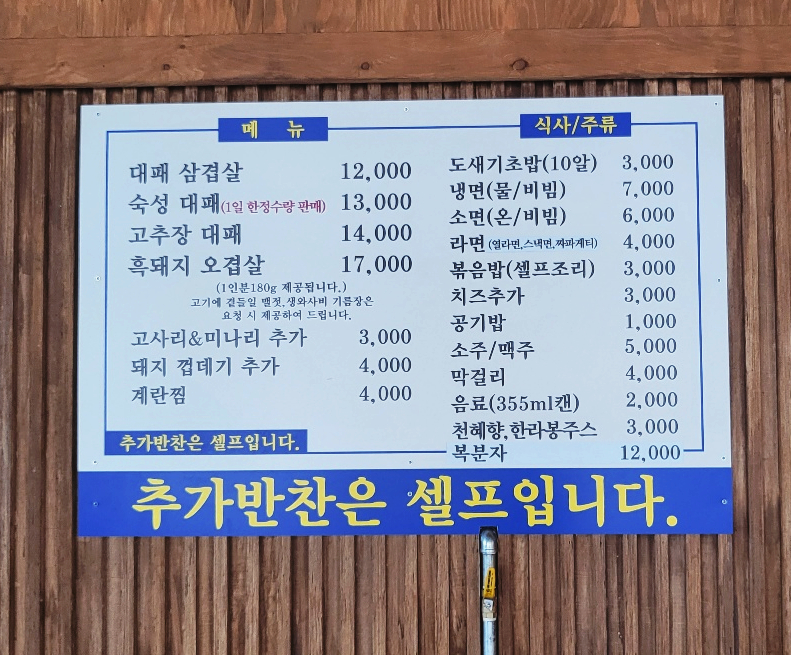 메 뉴
대패 삼겹살 12,000
숙성 대패(1일 한정수량 판매) 13,000
고추장 대패 14,000
흑돼지 오겹살 17,000
(1인분180g 제공됩니다.)
고기에 곁들일 멜젓,생와사비 기름장은
요청 시 제공하여 드립니다.
고사리&미나리 추가 3,000
돼지 껍데기 추가 4,000
계란찜 4,000
추가반찬은 셀프입니다.
식사/주류
도새기초밥(10알) 3,000
냉면(물/비빔) 7,000
소면(온/비빔) 6,000
라면(열라면,스낵면,짜파게티) 4,000
볶음밥(셀프조리) 3,000
치즈추가 3,000
공기밥 1,000
소주/맥주 5,000
막걸리 4,000
음료(355ml캔) 2,000
천혜향,한라봉주스 3,000
복분자 12,000
추가반찬은 셀프입니다.